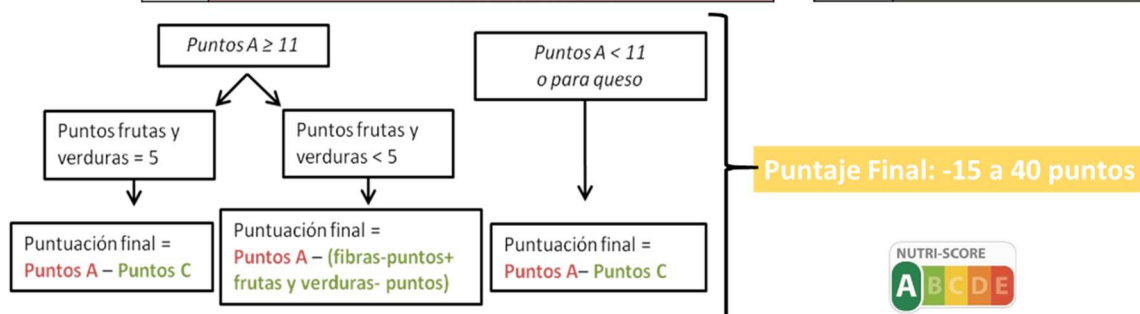 Puntos A ≥ 11
Puntos A < 11
o para queso
Puntos frutas y
verduras = 5
Puntos frutas y
verduras < 5
Puntaje Final: -15 a 40 puntos
Puntuación final =
Puntos A – Puntos C
Puntuación final =
Puntos A – (fibras-puntos+
frutas y verduras- puntos)
Puntuación final =
Puntos A– Puntos C
NUTRI-SCORE
A B C D E